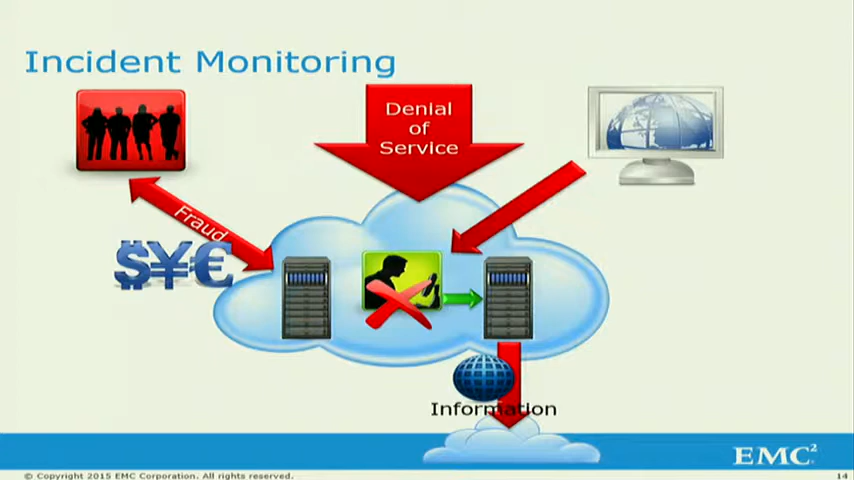 Incident Monitoring
Denial
of
Service
Fraud
$¥€
Information
EMC²
© Copyright 2015 EMC Corporation. All rights reserved.
14